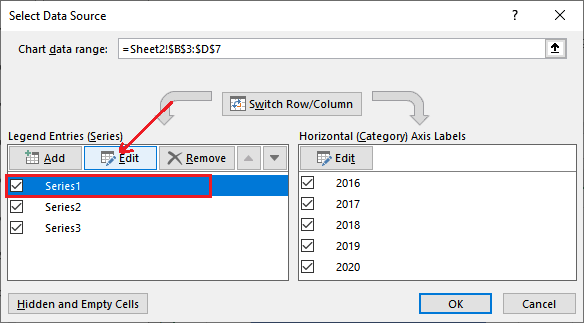 Select Data Source
? ×
Chart data range: =Sheet2!$B$3:$D$7
Switch Row/Column
Legend Entries (Series)
Add Edit Remove
Series1
Series2
Series3
Horizontal (Category) Axis Labels
Edit
2016
2017
2018
2019
2020
Hidden and Empty Cells
OK Cancel